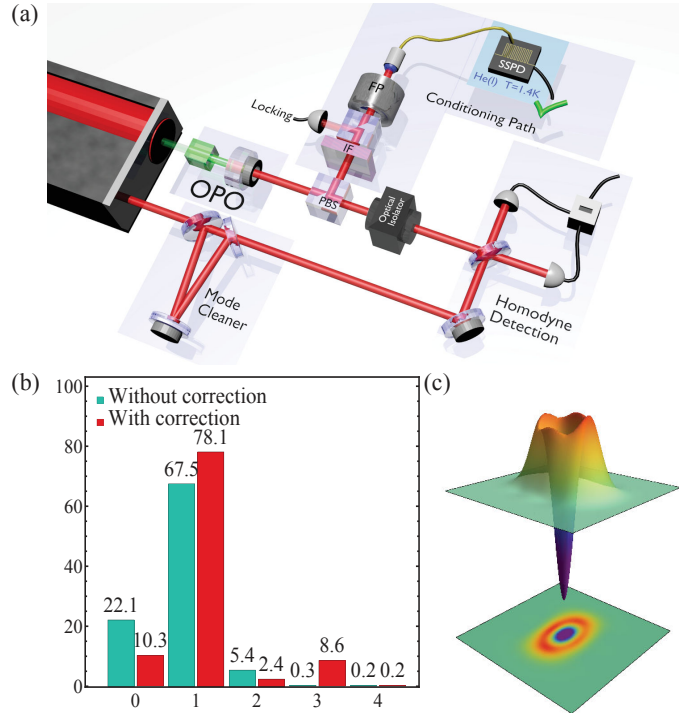 (a)
SSPD
He(l) T=1.4K
FP
Locking
Conditioning Path
IF
OPO
PBS
Optical
Isolator
Mode
Cleaner
Homodyne
Detection
(b)
(c)
100
Without correction
With correction
78.1
80
67.5
60
40
22.1
20
10.3
5.4
2.4
0.3
8.6
0.2
0.2
0
0
1
2
3
4